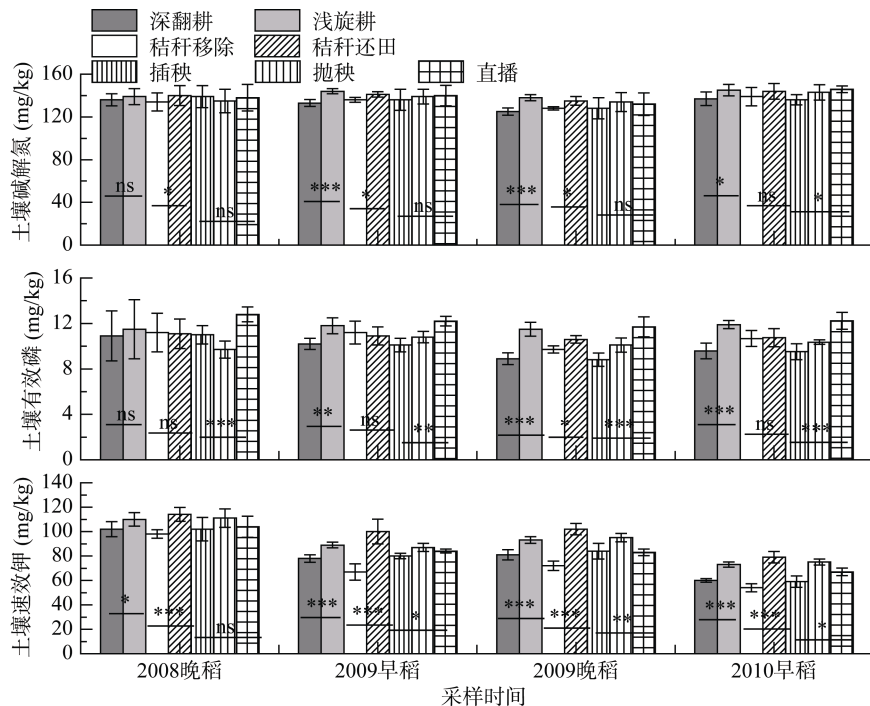 深翻耕 浅旋耕
秸秆移除 秸秆还田
插秧 抛秧 直播
土壤碱解氮 (mg/kg)
160
120
80
40
0
ns * ns
*** * ns
*** * ns
* ns *
土壤有效磷 (mg/kg)
16
12
8
4
0
ns ns ***
** ns **
*** * ***
*** ns ***
土壤速效钾 (mg/kg)
140
120
100
80
60
40
20
0
* *** ns
*** *** *
*** *** **
*** *** *
2008晚稻 2009早稻 2009晚稻 2010早稻
采样时间